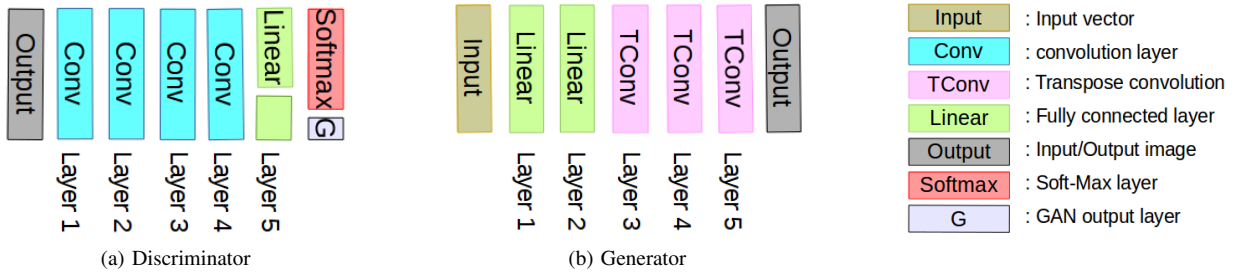 Output
Conv
Conv
Conv
Conv
Linear
Softmax
G
Layer 1
Layer 2
Layer 3
Layer 4
Layer 5
(a) Discriminator
Input
Linear
Linear
TConv
TConv
TConv
Output
Layer 1
Layer 2
Layer 3
Layer 4
Layer 5
(b) Generator
Input : Input vector
Conv : convolution layer
TConv : Transpose convolution
Linear : Fully connected layer
Output : Input/Output image
Softmax : Soft-Max layer
G : GAN output layer